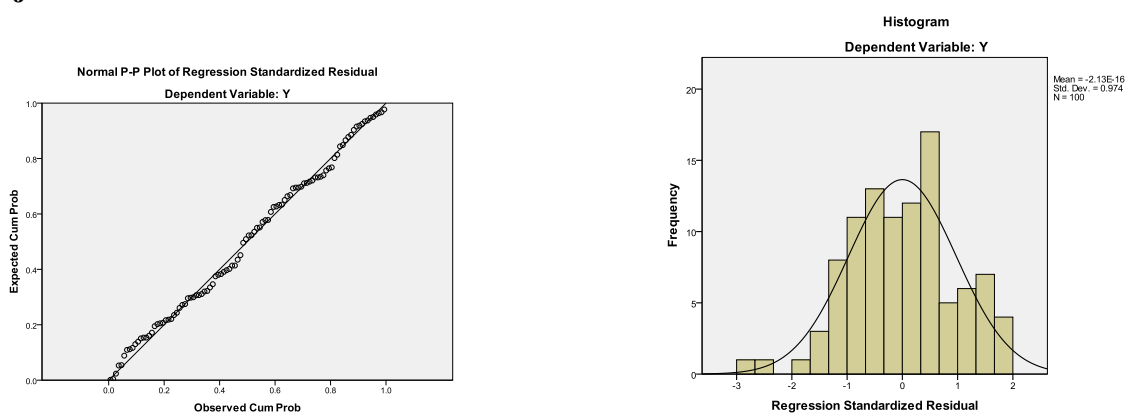 Normal P-P Plot of Regression Standardized Residual
Dependent Variable: Y
1.0
0.8
0.6
0.4
0.2
0.0
0.0 0.2 0.4 0.6 0.8 1.0
Expected Cum Prob
Observed Cum Prob
Histogram
Dependent Variable: Y
Mean = -2.13E-16
Std. Dev. = 0.974
N = 100
20
15
10
5
0
-3 -2 -1 0 1 2
Frequency
Regression Standardized Residual